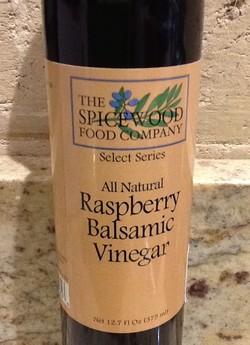 THE
SPICEWOOD
FOOD COMPANY
Select Series
All Natural
Raspberry
Balsamic
Vinegar
Net 12.7 fl Oz (375 ml)